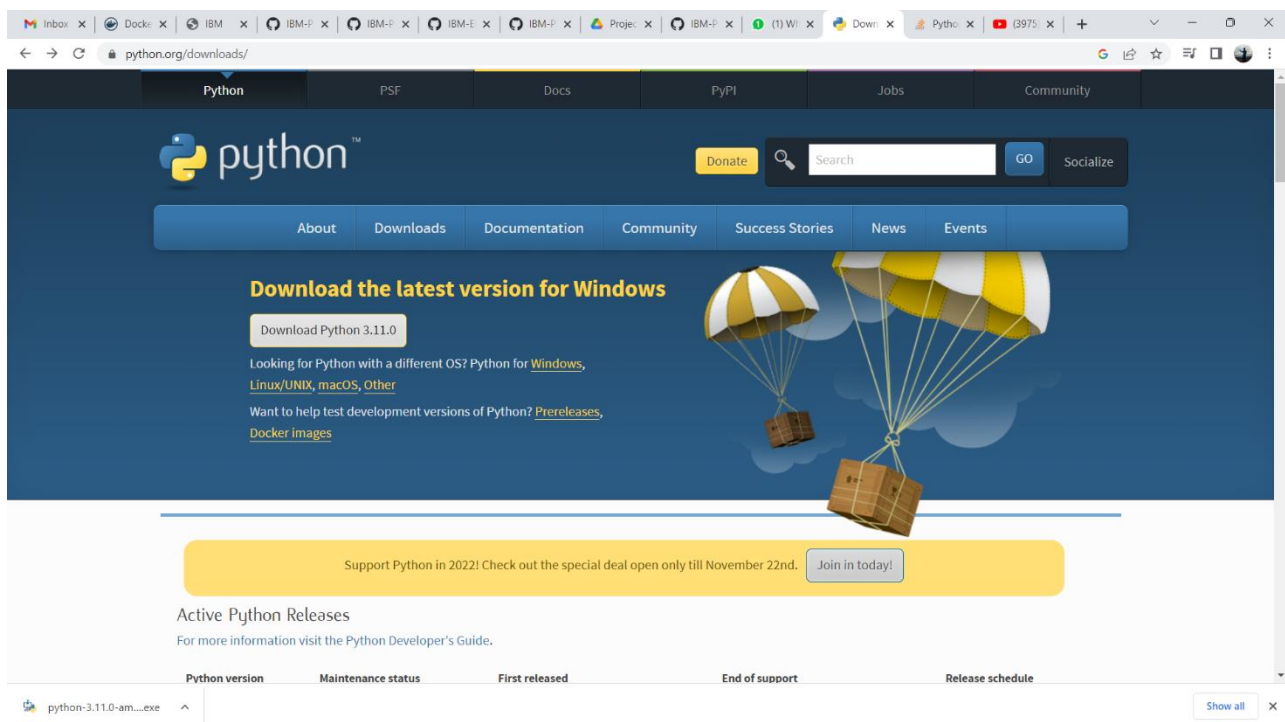 Inbox Docke IBM IBM-P IBM-P IBM-E IBM-P Projec IBM-P (1) W Down Pytho (3975)
python.org/downloads/
Python PSF Docs PyPI Jobs Community
python™ Donate Search GO Socialize
About Downloads Documentation Community Success Stories News Events
Download the latest version for Windows
Download Python 3.11.0
Looking for Python with a different OS? Python for Windows,
Linux/UNIX, macOS, Other
Want to help test development versions of Python? Prereleases,
Docker images
Support Python in 2022! Check out the special deal open only till November 22nd. Join in today!
Active Python Releases
For more information visit the Python Developer's Guide.
Python version Maintenance status First released End of support Release schedule
python-3.11.0-am....exe Show all